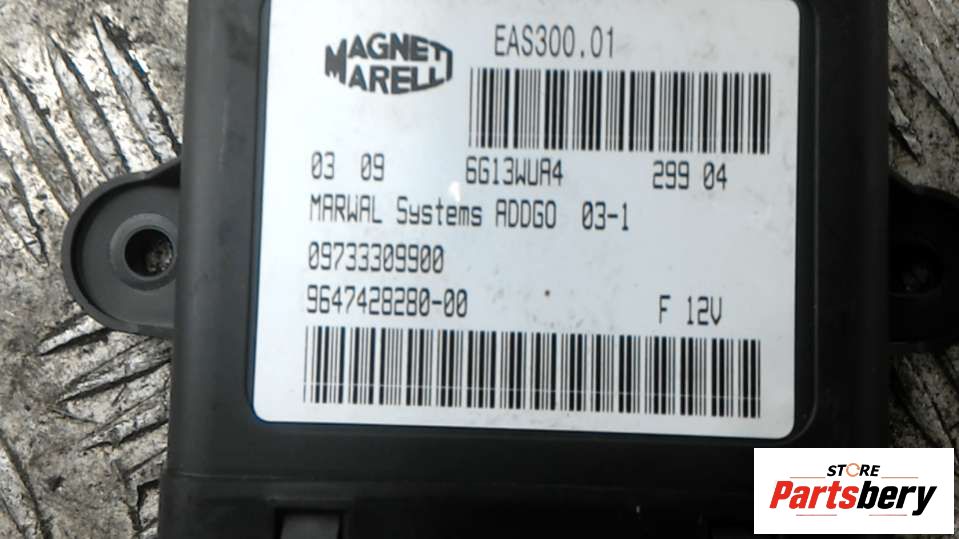 MAGNETI
MARELLI
EAS300.01
03 09 6G13WUA4 299 04
MARWAL Systems ADDGO 03-1
09733309900
9647428280-00 F 12V
STORE
Partsbery